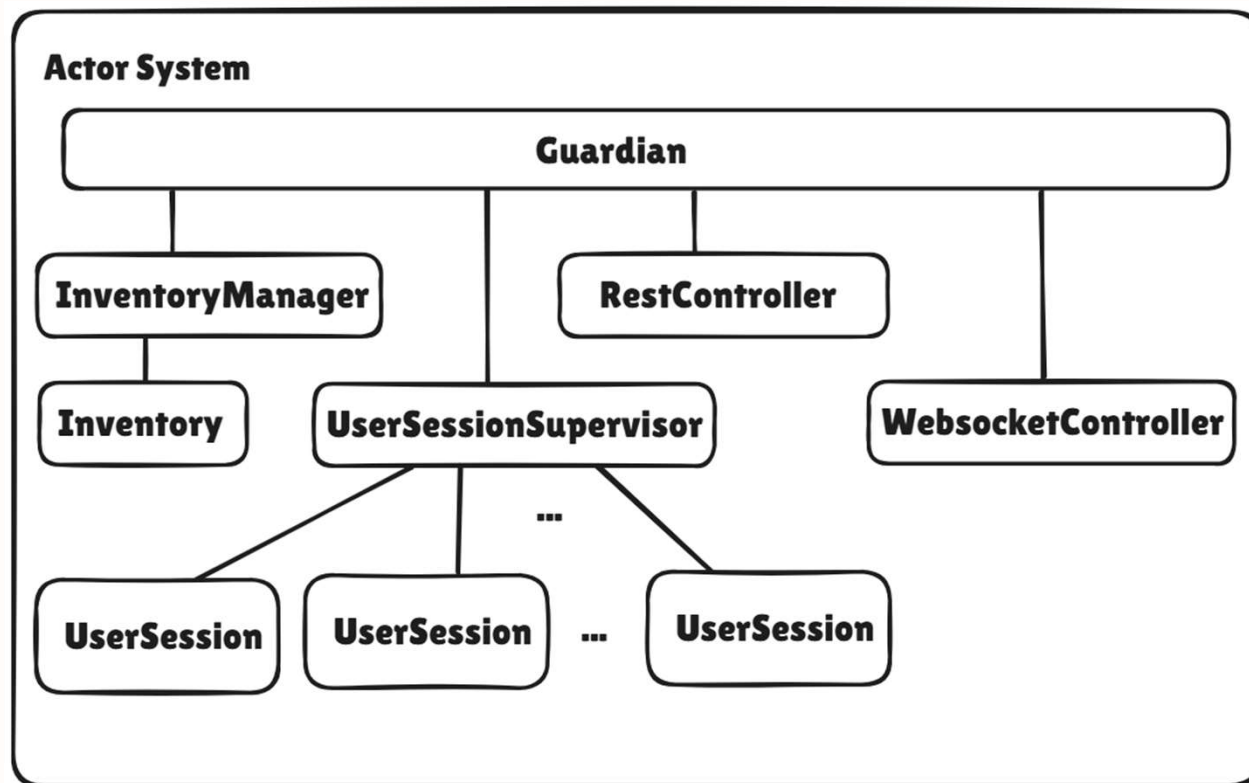 Actor System
Guardian
InventoryManager
RestController
Inventory
UserSessionSupervisor
WebsocketController
...
UserSession
UserSession
...
UserSession